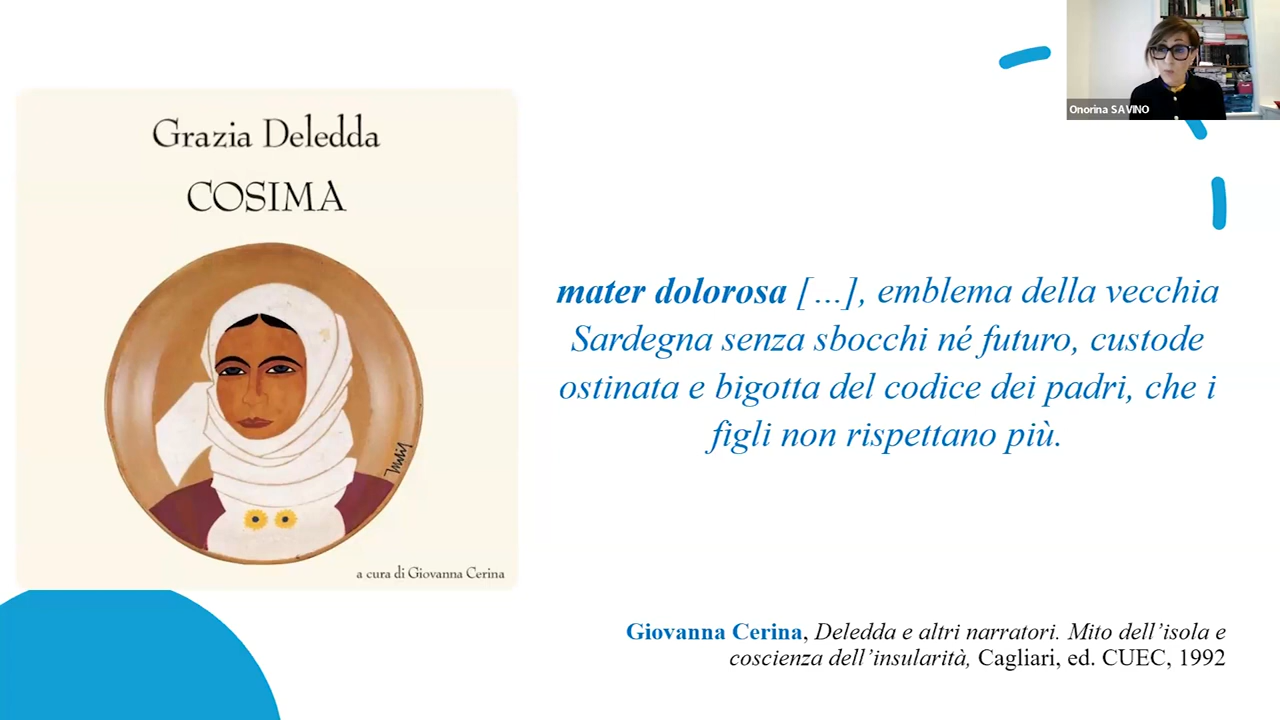 Onorina SAVINO
Grazia Deledda
COSIMA
a cura di Giovanna Cerina
mater dolorosa [...], emblema della vecchia
Sardegna senza sbocchi né futuro, custode
ostinata e bigotta del codice dei padri, che i
figli non rispettano più.
Giovanna Cerina, Deledda e altri narratori. Mito dell’isola e
coscienza dell’insularità, Cagliari, ed. CUEC, 1992